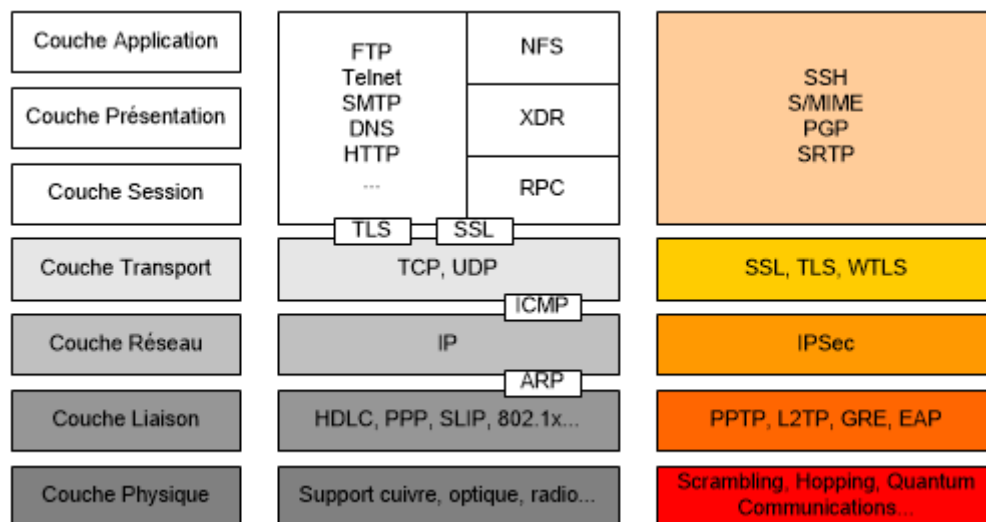 Couche Application
FTP
Telnet
SMTP
DNS
HTTP
...
NFS
SSH
S/MIME
PGP
SRTP
Couche Présentation
XDR
Couche Session
RPC
TLS
SSL
Couche Transport
TCP, UDP
SSL, TLS, WTLS
ICMP
Couche Réseau
IP
IPSec
ARP
Couche Liaison
HDLC, PPP, SLIP, 802.1x...
PPTP, L2TP, GRE, EAP
Couche Physique
Support cuivre, optique, radio...
Scrambling, Hopping, Quantum
Communications...